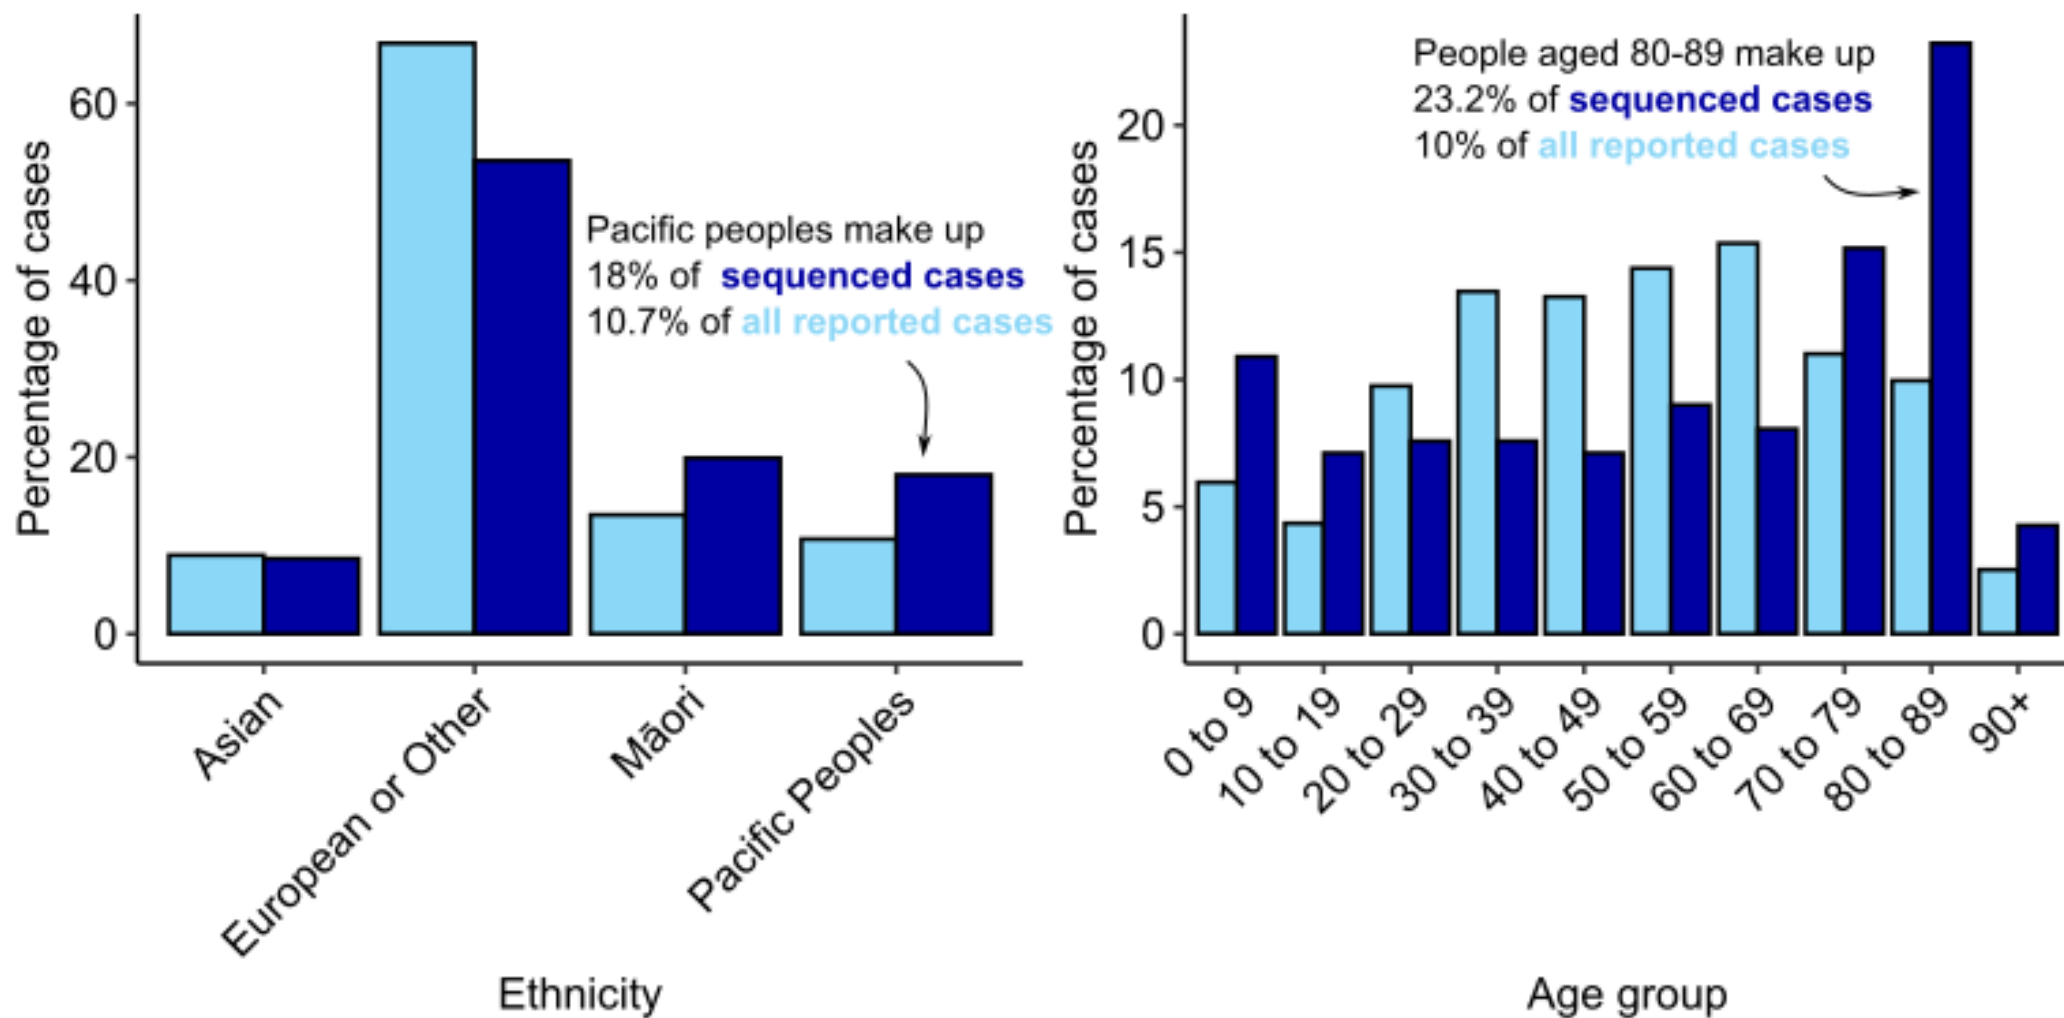 Percentage of cases
60
40
20
0
Pacific peoples make up
18% of sequenced cases
10.7% of all reported cases
Asian
European or Other
Māori
Pacific Peoples
Ethnicity
Percentage of cases
20
15
10
5
0
People aged 80-89 make up
23.2% of sequenced cases
10% of all reported cases
0 to 9
10 to 19
20 to 29
30 to 39
40 to 49
50 to 59
60 to 69
70 to 79
80 to 89
90+
Age group